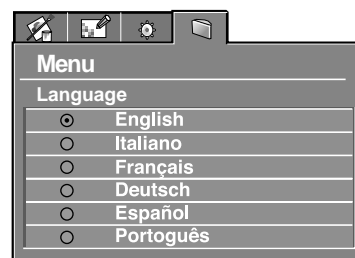 Menu
Language
English
Italiano
Français
Deutsch
Español
Português